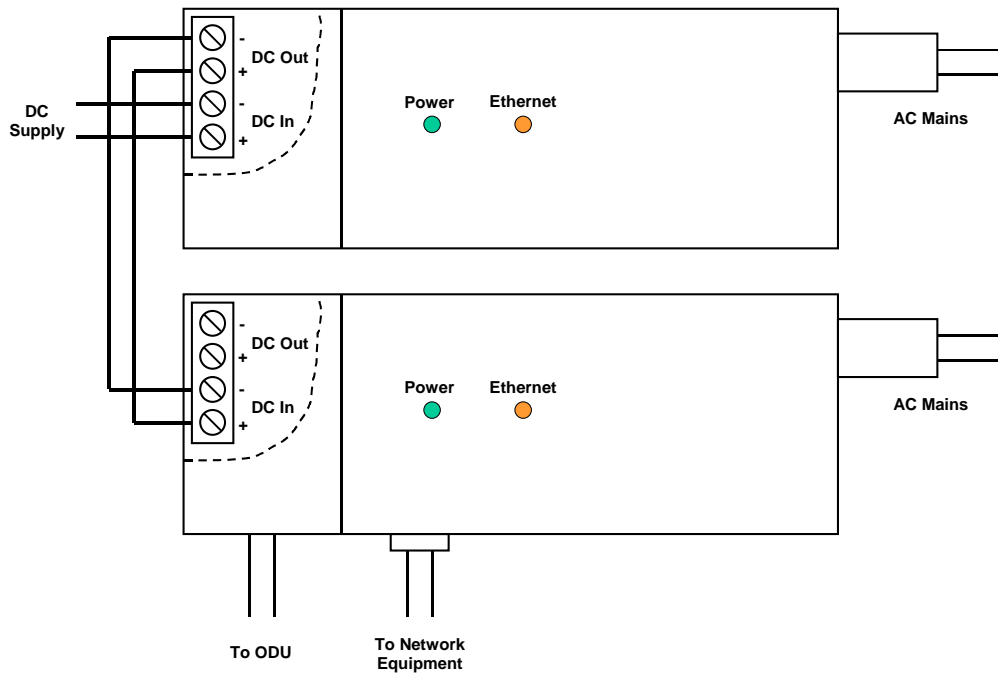 -
DC Out
+
-
DC In
+
DC
Supply
Power
Ethernet
AC Mains
-
DC Out
+
-
DC In
+
Power
Ethernet
AC Mains
To ODU
To Network
Equipment